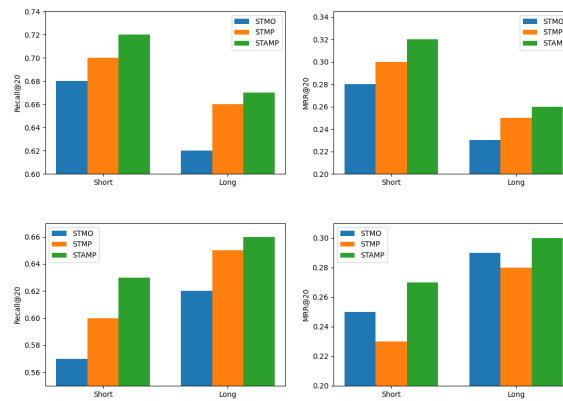 0.74
0.72
0.70
0.68
0.66
0.64
0.62
0.60
Recall@20
Short
Long
STMO
STMP
STAMP
0.34
0.32
0.30
0.28
0.26
0.24
0.22
0.20
MRR@20
Short
Long
STMO
STMP
STAMP
0.66
0.64
0.62
0.60
0.58
0.56
Recall@20
Short
Long
STMO
STMP
STAMP
0.30
0.28
0.26
0.24
0.22
0.20
MRR@20
Short
Long
STMO
STMP
STAMP